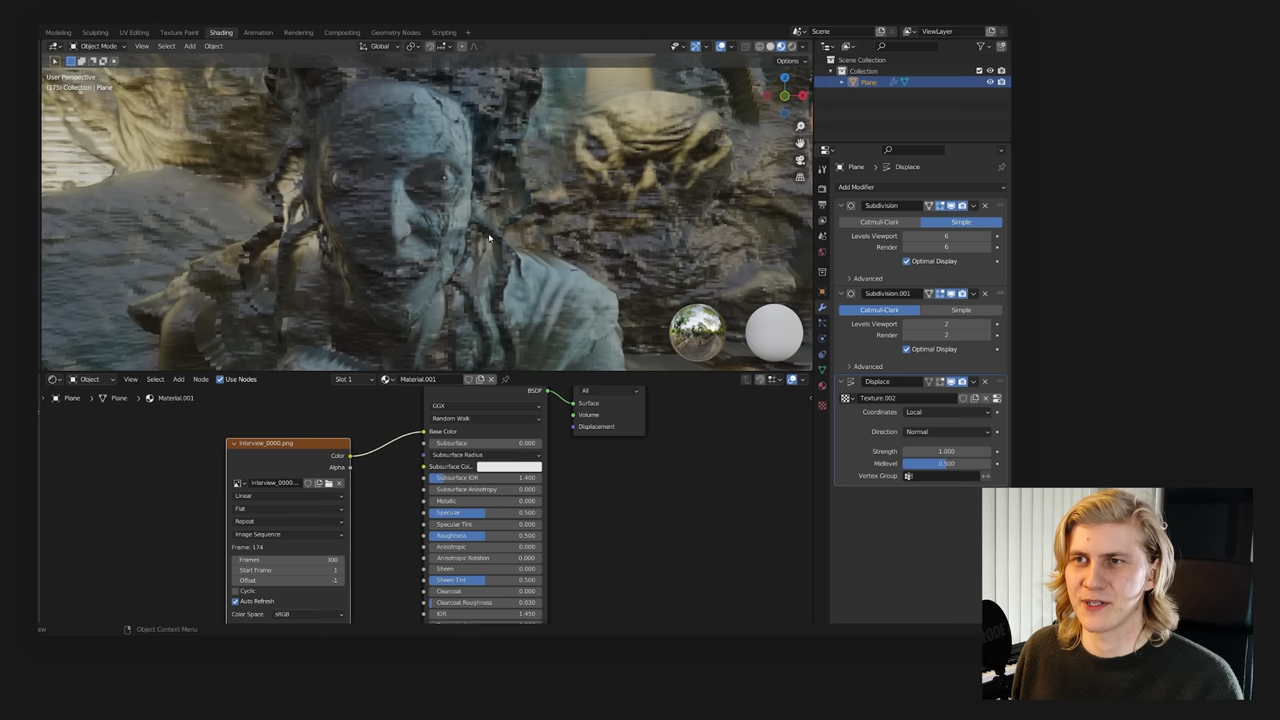 Modeling Sculpting UV Editing Texture Paint Shading Animation Rendering Compositing Geometry Nodes Scripting +
Scene
ViewLayer
Object Mode View Select Add Object
Global
Options
User Perspective
(175) Collection | Plane
Scene Collection
Collection
Plane
Plane > Displace
Add Modifier
Subdivision
Catmull-Clark Simple
Levels Viewport 6
Render 6
Optimal Display
Advanced
Subdivision.001
Catmull-Clark Simple
Levels Viewport 2
Render 2
Optimal Display
Advanced
Displace
Texture.002
Coordinates Local
Direction Normal
Strength 1.000
Midlevel 0.500
Vertex Group
Object View Select Add Node Use Nodes Slot 1 Material.001
Plane > Plane > Material.001
interview_0000.png
Color
Alpha
interview_0000...
Linear
Flat
Repeat
Image Sequence
Frame: 174
Frames 300
Start Frame 1
Offset -1
Cyclic
Auto Refresh
Color Space sRGB
BSDF
GGX
Random Walk
Base Color
Subsurface 0.000
Subsurface Radius
Subsurface Col..
Subsurface IOR 1.400
Subsurface Anisotropy 0.000
Metallic 0.000
Specular 0.500
Specular Tint 0.000
Roughness 0.500
Anisotropic 0.000
Anisotropic Rotation 0.000
Sheen 0.000
Sheen Tint 0.500
Clearcoat 0.000
Clearcoat Roughness 0.030
IOR 1.450
All
Surface
Volume
Displacement
ew
Object Context Menu
RØDE